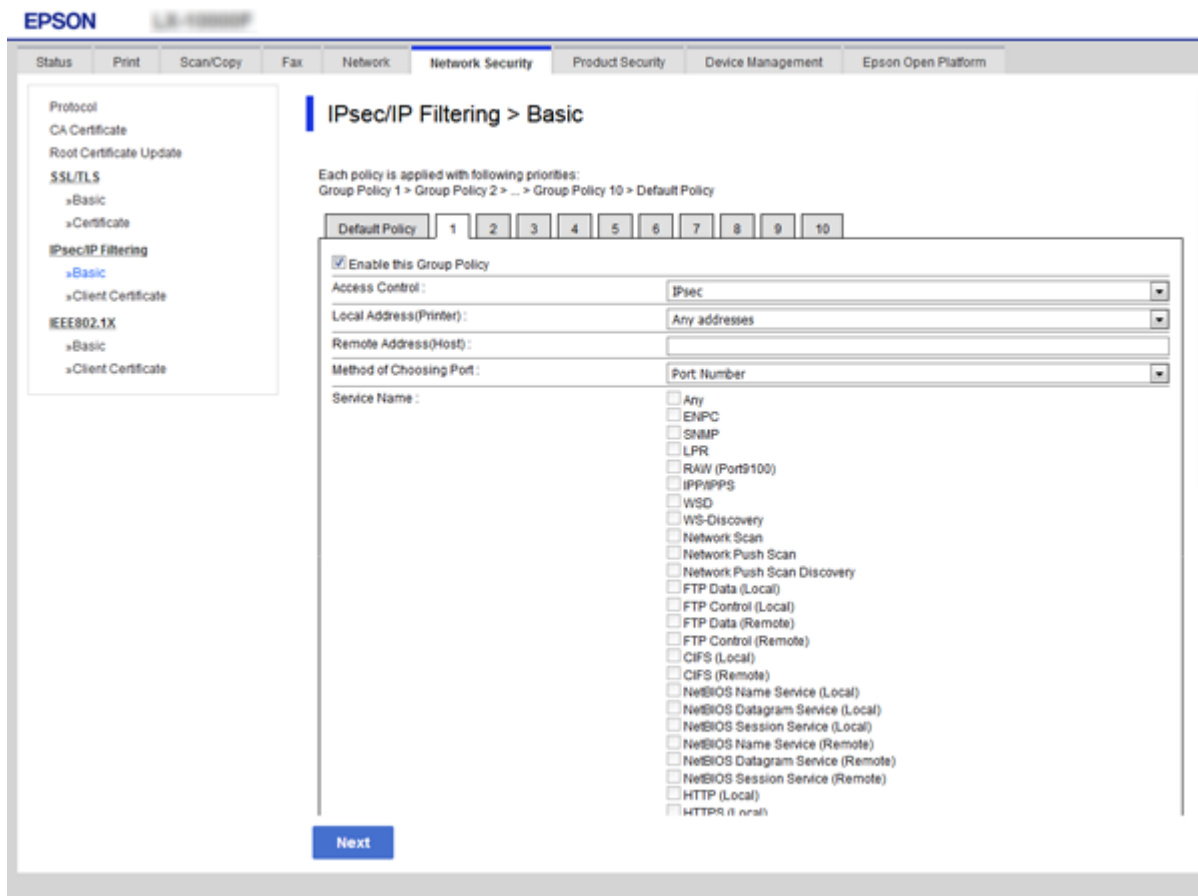 EPSON
Status Print Scan/Copy Fax Network Network Security Product Security Device Management Epson Open Platform
Protocol
CA Certificate
Root Certificate Update
SSL/TLS
»Basic
»Certificate
IPsec/IP Filtering
»Basic
»Client Certificate
IEEE802.1X
»Basic
»Client Certificate
IPsec/IP Filtering > Basic
Each policy is applied with following priorities:
Group Policy 1 > Group Policy 2 > ... > Group Policy 10 > Default Policy
Default Policy 1 2 3 4 5 6 7 8 9 10
Enable this Group Policy
Access Control : IPsec
Local Address(Printer) : Any addresses
Remote Address(Host) :
Method of Choosing Port : Port Number
Service Name : Any
ENPC
SNMP
LPR
RAW (Port9100)
IPP/IPPS
WSD
WS-Discovery
Network Scan
Network Push Scan
Network Push Scan Discovery
FTP Data (Local)
FTP Control (Local)
FTP Data (Remote)
FTP Control (Remote)
CIFS (Local)
CIFS (Remote)
NetBIOS Name Service (Local)
NetBIOS Datagram Service (Local)
NetBIOS Session Service (Local)
NetBIOS Name Service (Remote)
NetBIOS Datagram Service (Remote)
NetBIOS Session Service (Remote)
HTTP (Local)
HTTPS (Local)
Next